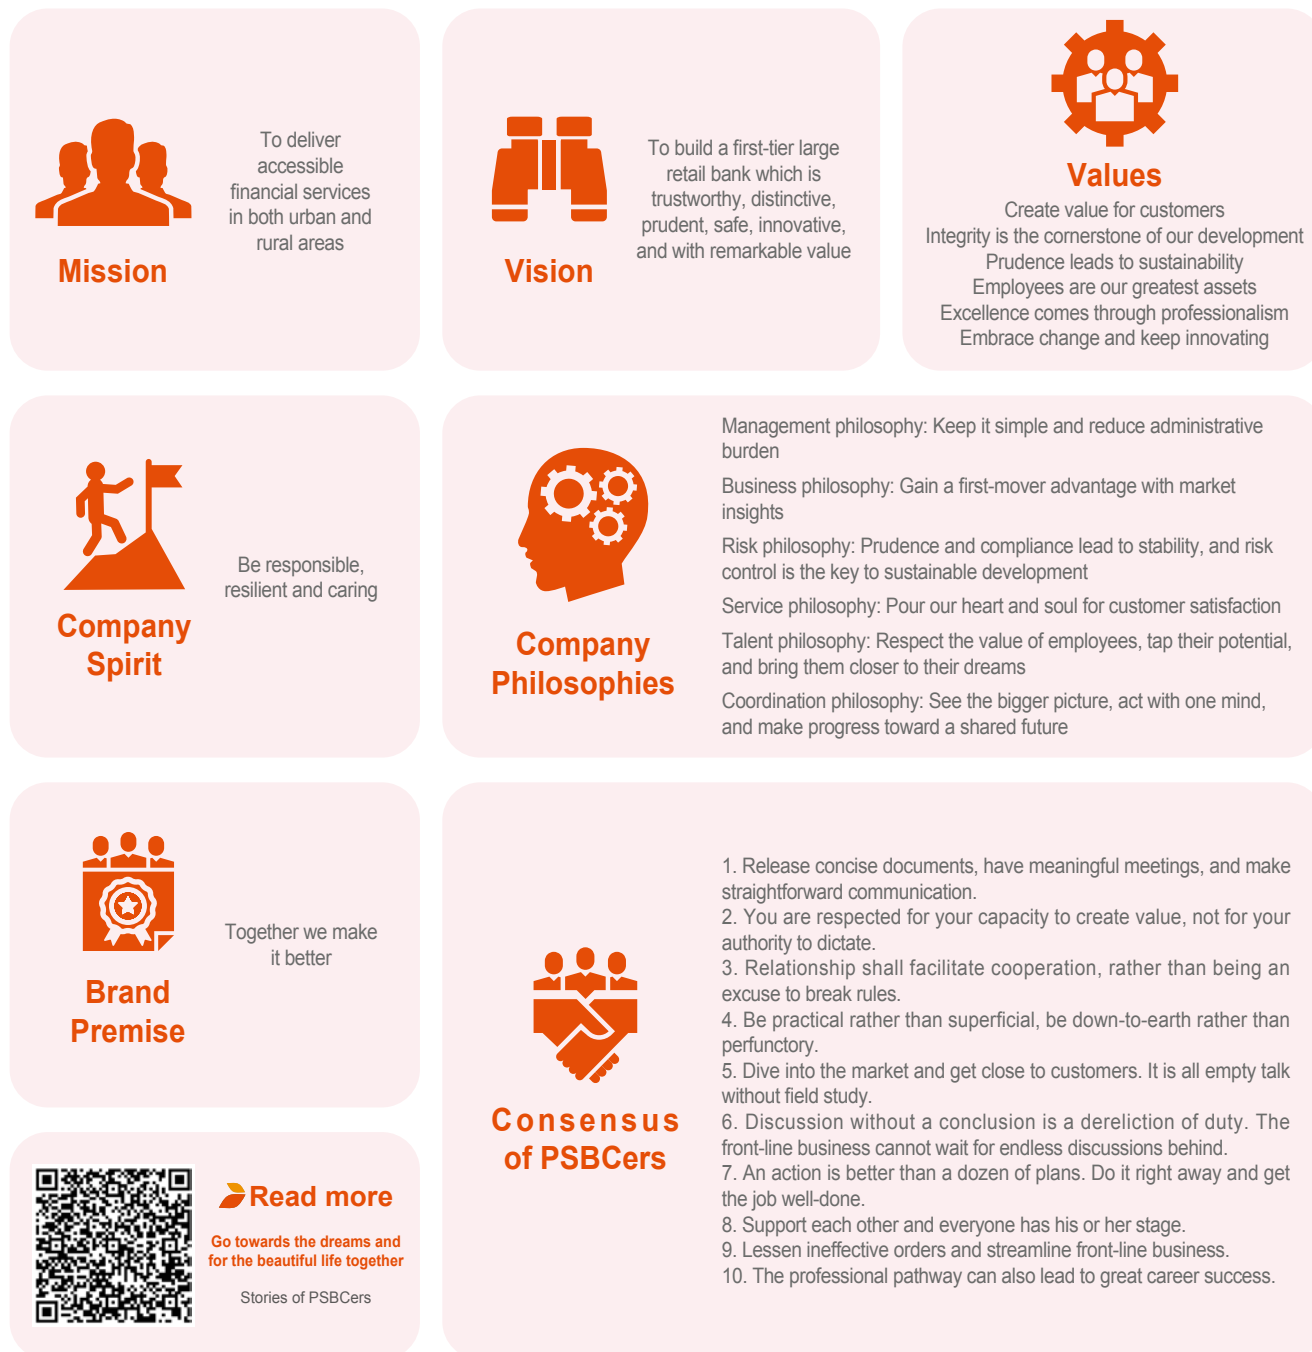 To deliver
accessible
financial services
in both urban and
rural areas
Mission
To build a first-tier large
retail bank which is
trustworthy, distinctive,
prudent, safe, innovative,
and with remarkable value
Vision
Values
Create value for customers
Integrity is the cornerstone of our development
Prudence leads to sustainability
Employees are our greatest assets
Excellence comes through professionalism
Embrace change and keep innovating
Be responsible,
resilient and caring
Company
Spirit
Company
Philosophies
Management philosophy: Keep it simple and reduce administrative
burden
Business philosophy: Gain a first-mover advantage with market
insights
Risk philosophy: Prudence and compliance lead to stability, and risk
control is the key to sustainable development
Service philosophy: Pour our heart and soul for customer satisfaction
Talent philosophy: Respect the value of employees, tap their potential,
and bring them closer to their dreams
Coordination philosophy: See the bigger picture, act with one mind,
and make progress toward a shared future
Together we make
it better
Brand
Premise
Consensus
of PSBCers
1. Release concise documents, have meaningful meetings, and make
straightforward communication.
2. You are respected for your capacity to create value, not for your
authority to dictate.
3. Relationship shall facilitate cooperation, rather than being an
excuse to break rules.
4. Be practical rather than superficial, be down-to-earth rather than
perfunctory.
5. Dive into the market and get close to customers. It is all empty talk
without field study.
6. Discussion without a conclusion is a dereliction of duty. The
front-line business cannot wait for endless discussions behind.
7. An action is better than a dozen of plans. Do it right away and get
the job well-done.
8. Support each other and everyone has his or her stage.
9. Lessen ineffective orders and streamline front-line business.
10. The professional pathway can also lead to great career success.
Read more
Go towards the dreams and
for the beautiful life together
Stories of PSBCers